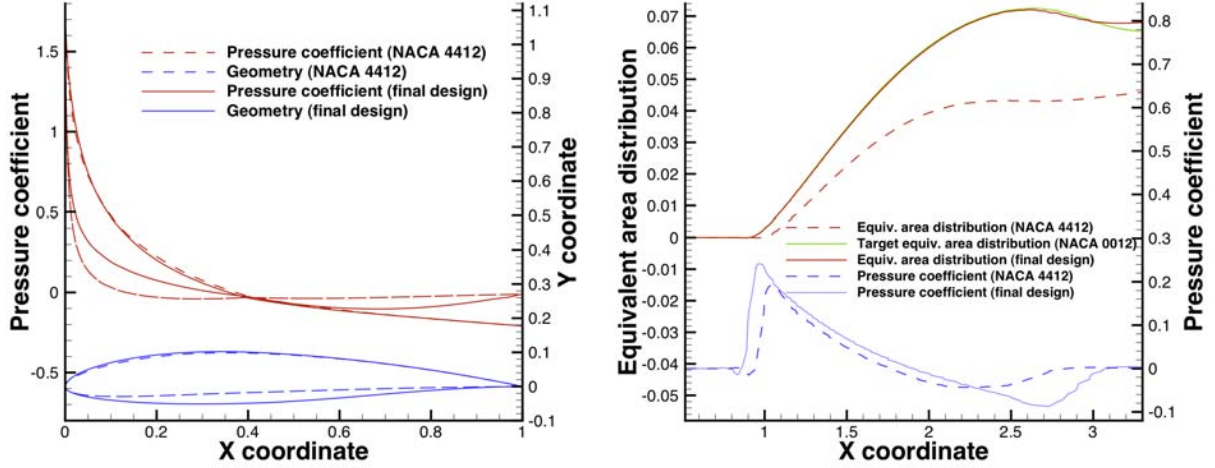 Pressure coefficient
1.5
1
0.5
0
-0.5
Pressure coefficient (NACA 4412)
Geometry (NACA 4412)
Pressure coefficient (final design)
Geometry (final design)
1.1
1
0.9
0.8
0.7
0.6
0.5
0.4
0.3
0.2
0.1
0
-0.1
Y coordinate
0 0.2 0.4 0.6 0.8 1
X coordinate
Equivalent area distribution
0.07
0.06
0.05
0.04
0.03
0.02
0.01
0
-0.01
-0.02
-0.03
-0.04
-0.05
Equiv. area distribution (NACA 4412)
Target equiv. area distribution (NACA 0012)
Equiv. area distribution (final design)
Pressure coefficient (NACA 4412)
Pressure coefficient (final design)
0.8
0.7
0.6
0.5
0.4
0.3
0.2
0.1
0
-0.1
Pressure coefficient
1 1.5 2 2.5 3
X coordinate